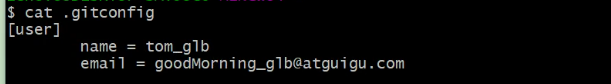 $ cat .gitconfig
[user]
        name = tom_glb
        email = goodMorning_glb@atguigu.com